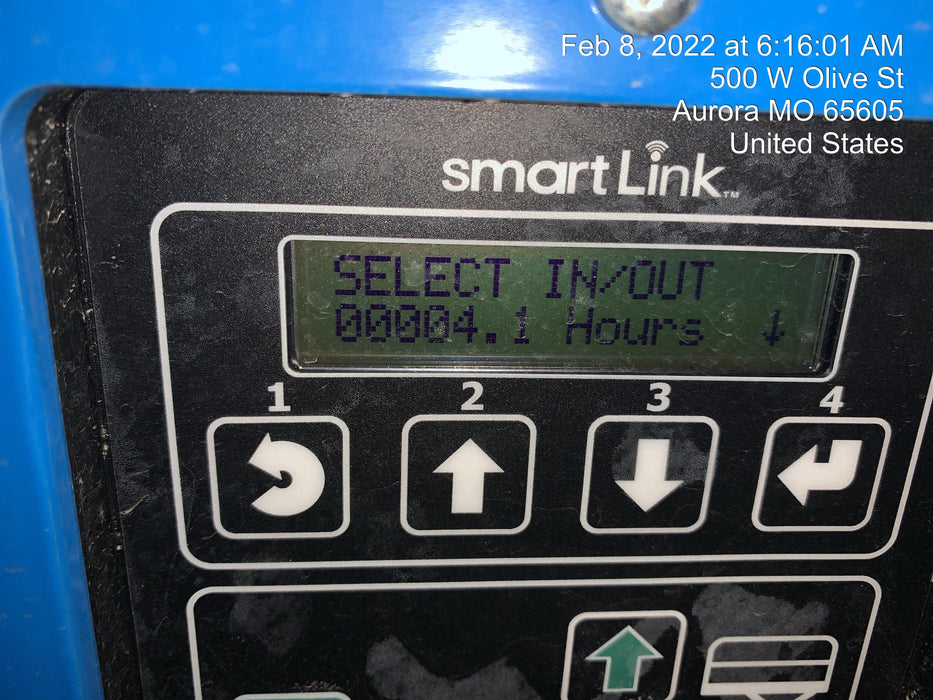 Feb 8, 2022 at 6:16:01 AM
500 W Olive St
Aurora MO 65605
United States
smartLink™
SELECT IN/OUT
00004.1 Hours ↓
1 2 3 4